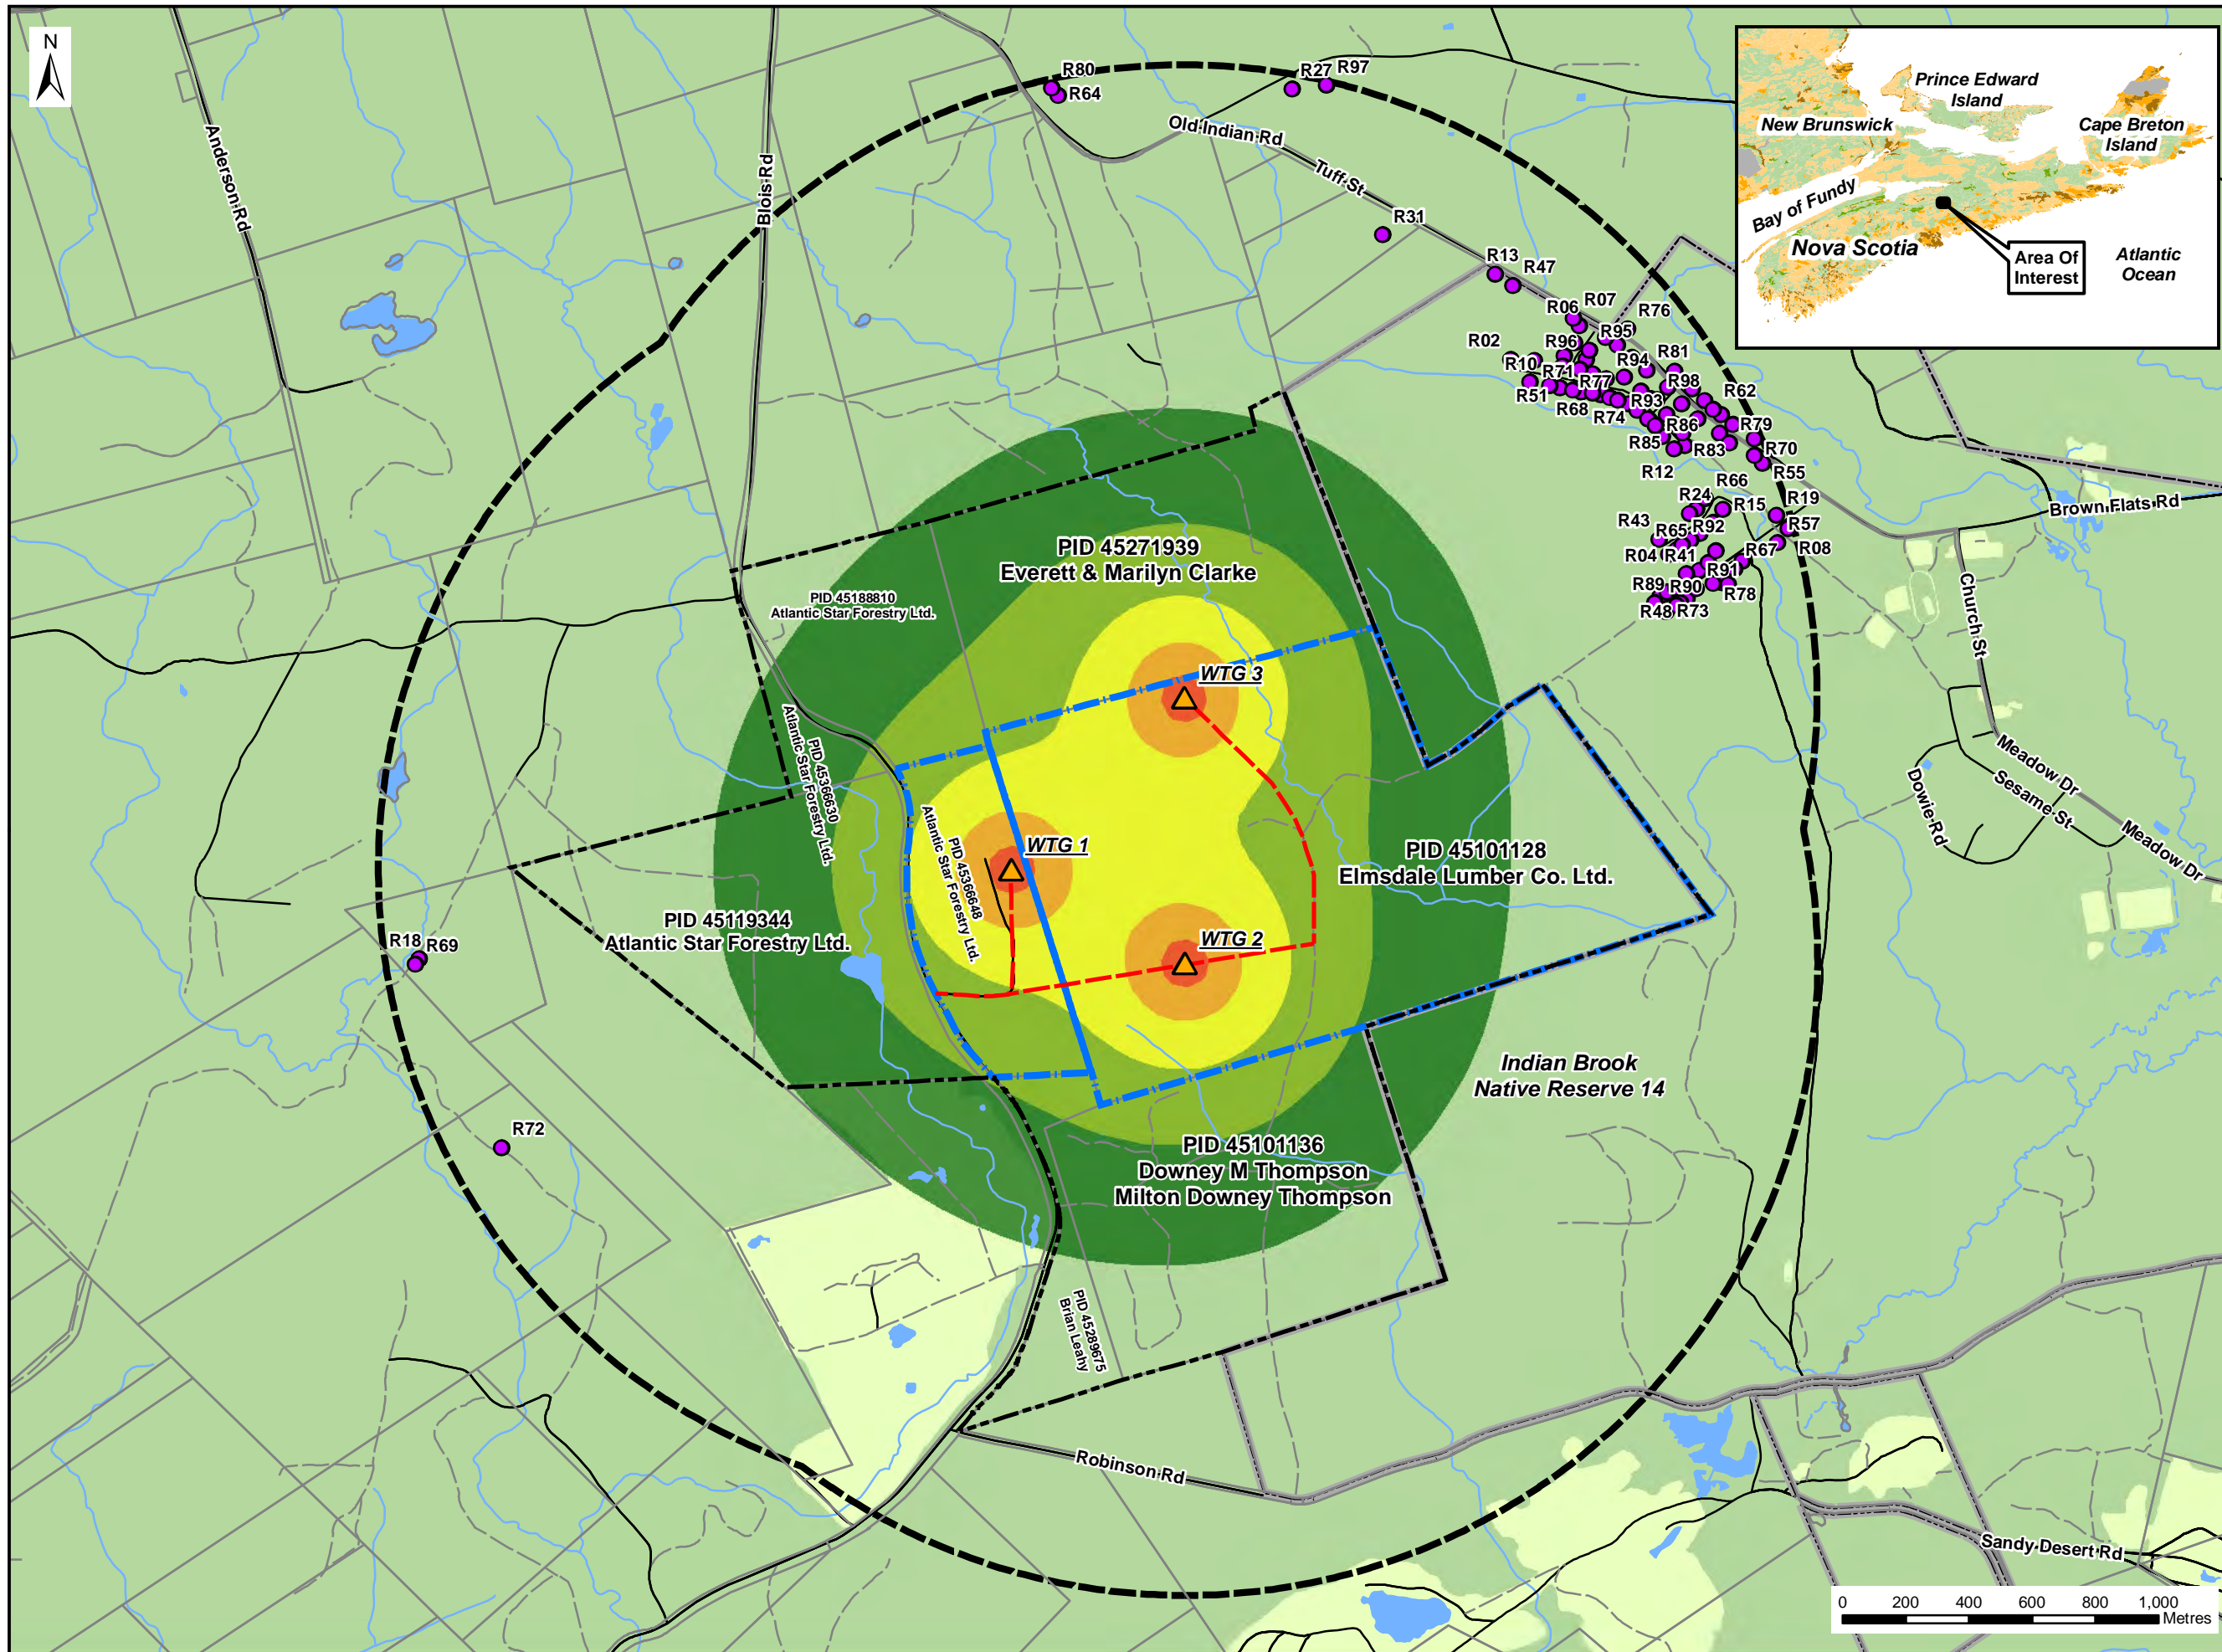 N
R80
R64
R27
R97
Old Indian Rd
Tuff St
R31
R13
R47
Anderson Rd
Blois Rd
Prince Edward
Island
New Brunswick
Cape Breton
Island
Bay of Fundy
Nova Scotia
Area Of
Interest
Atlantic
Ocean
R06
R07
R76
R02
R96
R95
R10
R71
R94
R81
R51
R77
R98
R62
R68
R74
R93
R86
R79
R85
R83
R70
R12
R55
R66
R24
R15
R19
R43
R65
R92
R57
R04
R41
R67
R08
R91
R89
R90
R78
R48
R73
Brown Flats Rd
Church St
Meadow Dr
Sesame St
Dowie Rd
Meadow Dr
PID 45271939
Everett & Marilyn Clarke
PID 45188810
Atlantic Star Forestry Ltd.
WTG 3
PID 45366630
Atlantic Star Forestry Ltd.
PID 45366648
Atlantic Star Forestry Ltd.
WTG 1
PID 45101128
Elmsdale Lumber Co. Ltd.
PID 45119344
Atlantic Star Forestry Ltd.
WTG 2
R18
R69
Indian Brook
Native Reserve 14
R72
PID 45101136
Downey M Thompson
Milton Downey Thompson
PID 45289675
Brian Leahy
Robinson Rd
Sandy Desert Rd
0 200 400 600 800 1,000
Metres